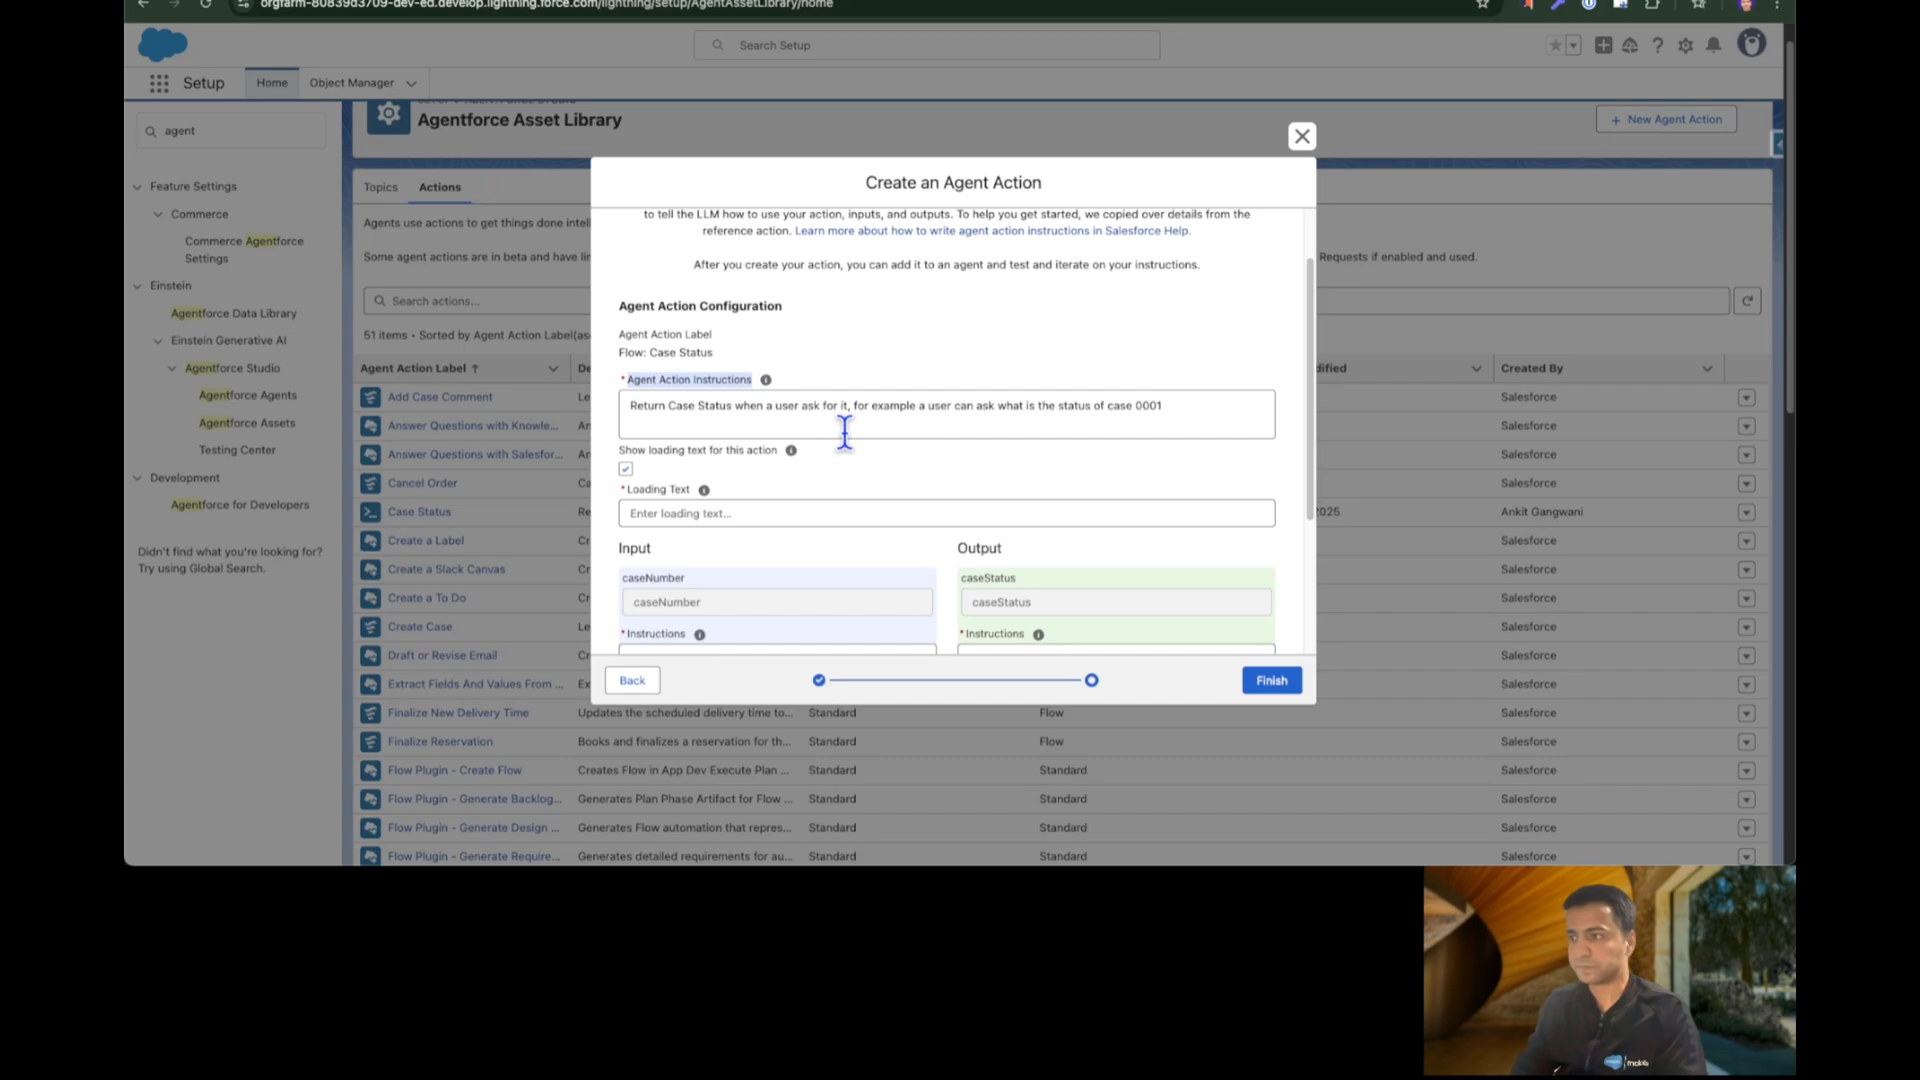 orgfarm-80839d3709-dev-ed.develop.lightning.force.com/lightning/setup/AgentAssetLibrary/home
Search Setup
Setup
Home
Object Manager
agent
Feature Settings
Commerce
Commerce Agentforce
Settings
Einstein
Agentforce Data Library
Einstein Generative AI
Agentforce Studio
Agentforce Agents
Agentforce Assets
Testing Center
Development
Agentforce for Developers
Didn't find what you're looking for?
Try using Global Search.
Agentforce Asset Library
+ New Agent Action
Topics
Actions
Agents use actions to get things done intel
Some agent actions are in beta and have li
Requests if enabled and used.
Search actions...
51 items • Sorted by Agent Action Label(as
Agent Action Label ↑
De
dified
Created By
Add Case Comment Le Salesforce
Answer Questions with Knowle... An Salesforce
Answer Questions with Salesfor... An Salesforce
Cancel Order Ca Salesforce
Case Status Re 2025 Ankit Gangwani
Create a Label Cr Salesforce
Create a Slack Canvas Cr Salesforce
Create a To Do Cr Salesforce
Create Case Le Salesforce
Draft or Revise Email Cr Salesforce
Extract Fields And Values From ... Ex Salesforce
Finalize New Delivery Time Updates the scheduled delivery time to... Standard Flow Salesforce
Finalize Reservation Books and finalizes a reservation for th... Standard Flow Salesforce
Flow Plugin - Create Flow Creates Flow in App Dev Execute Plan ... Standard Standard Salesforce
Flow Plugin - Generate Backlog... Generates Plan Phase Artifact for Flow ... Standard Standard Salesforce
Flow Plugin - Generate Design ... Generates Flow automation that repres... Standard Standard Salesforce
Flow Plugin - Generate Require... Generates detailed requirements for au... Standard Standard Salesforce
Create an Agent Action
to tell the LLM how to use your action, inputs, and outputs. To help you get started, we copied over details from the
reference action. Learn more about how to write agent action instructions in Salesforce Help.
After you create your action, you can add it to an agent and test and iterate on your instructions.
Agent Action Configuration
Agent Action Label
Flow: Case Status
* Agent Action Instructions
Return Case Status when a user ask for it, for example a user can ask what is the status of case 0001
Show loading text for this action
* Loading Text
Enter loading text...
Input
Output
caseNumber
caseStatus
caseNumber
caseStatus
* Instructions
* Instructions
Back
Finish